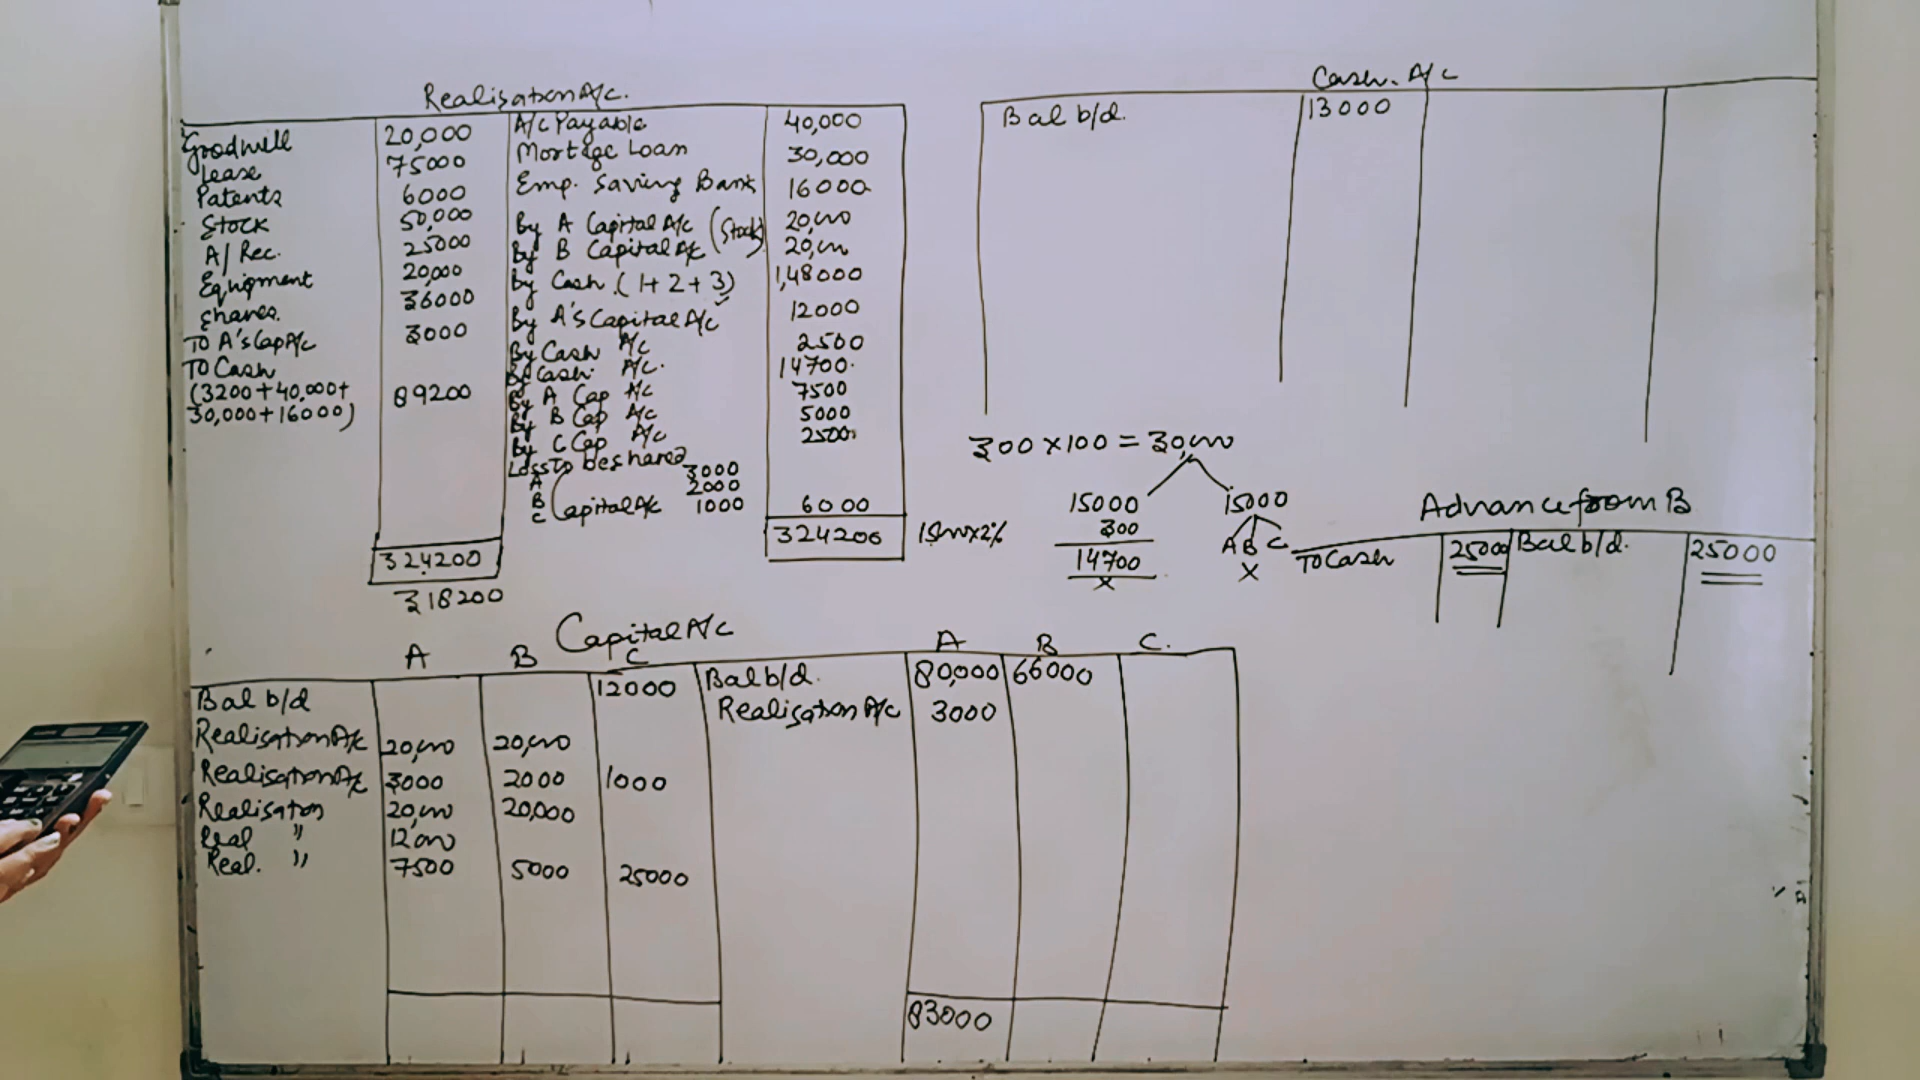 Realisation A/c.
Goodwill 20,000 A/c Payable 40,000
Lease 75000 Mortage Loan 30,000
Patents 6000 Emp. Saving Bank 16000
Stock 50,000 By A Capital A/c (Stock) 20,000
A/Rec. 25000 By B Capital A/c 20,000
Equipment 20,000 By Cash (1+2+3) 1,48000
Shares. 36000 By A's Capital A/c 12000
To A's Cap A/c 3000 By Cash A/c 2500
To Cash By Cash A/c. 14700
(3200+40,000+ 89200 By A Cap A/c 7500
30,000+16000) By B Cap A/c 5000
By C Cap A/c 2500
Loss to be shared
A 3000
B Capital A/c 2000
C 1000 6000
324200 324200
318200
Cash. A/c
Bal b/d. 13000
300 x 100 = 30,000
15000 15000
300 A B C
14700 X
X
15000x2%
Advance from B
To Cash 25000 Bal b/d. 25000
Capital A/c
A B C A B C.
Bal b/d 12000 Bal b/d. 80,000 66000
Realisation A/c 3000
Realisation A/c 20,000 20,000
Realisation A/c 3000 2000 1000
Realisation 20,000 20,000
Real " 12000
Real. " 7500 5000 25000
83000